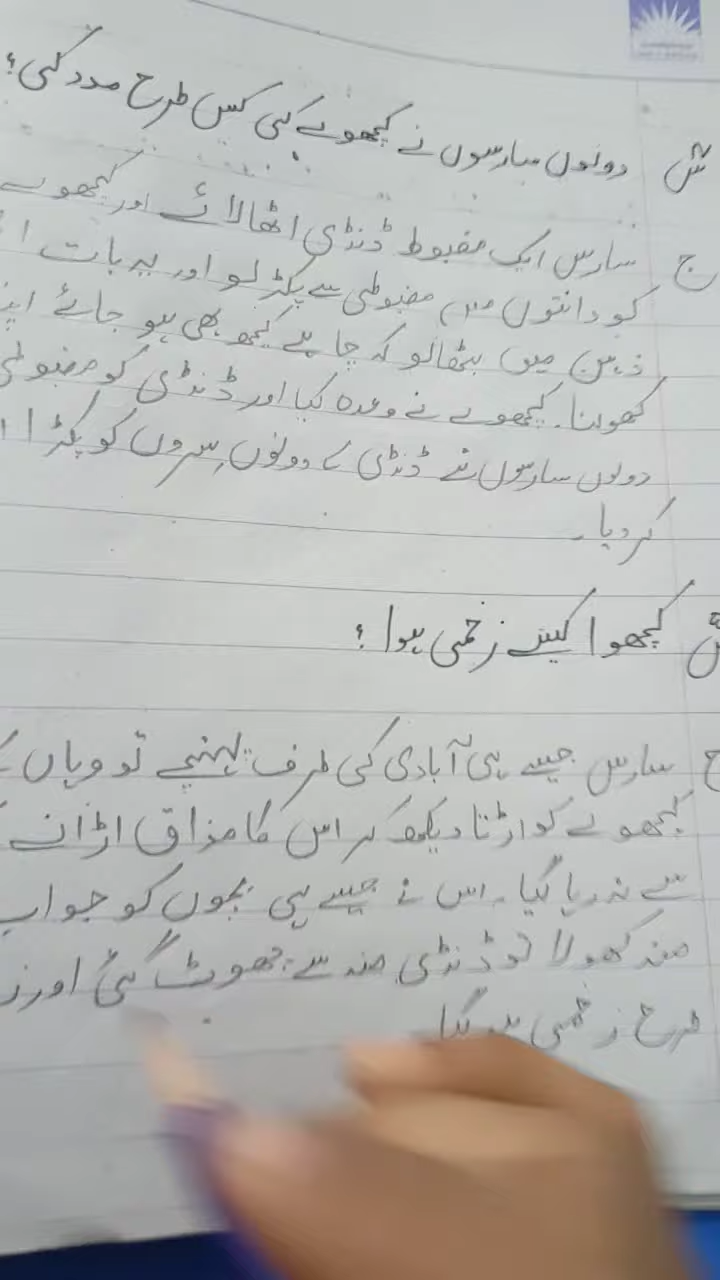 س دونوں سارسوں نے کچھوے کی کس طرح مدد کی؟
ج سارس ایک مضبوط ڈنڈی اٹھا لائے اور کچھوے
کو دانتوں میں مضبوطی سے پکڑ لو اور یہ بات
ذہن میں بٹھا لو کہ چاہے کچھ بھی ہو جائے
کھولنا۔ کچھوے نے وعدہ کیا اور ڈنڈی کو مضبوطی
دونوں سارسوں نے ڈنڈی کے دونوں سروں کو پکڑا
کر دیا۔
س کچھوا کیسے زخمی ہوا؟
ج سارس جیسے ہی آبادی کی طرف پہنچے تو وہاں
کچھوے کو اڑتا دیکھ کر اس کا مذاق اڑانے
سے نہ رہا گیا۔ اس نے جیسے ہی بچوں کو جواب
منہ کھولا تو ڈنڈی منہ سے چھوٹ گئی اور
طرح زخمی ہو گیا